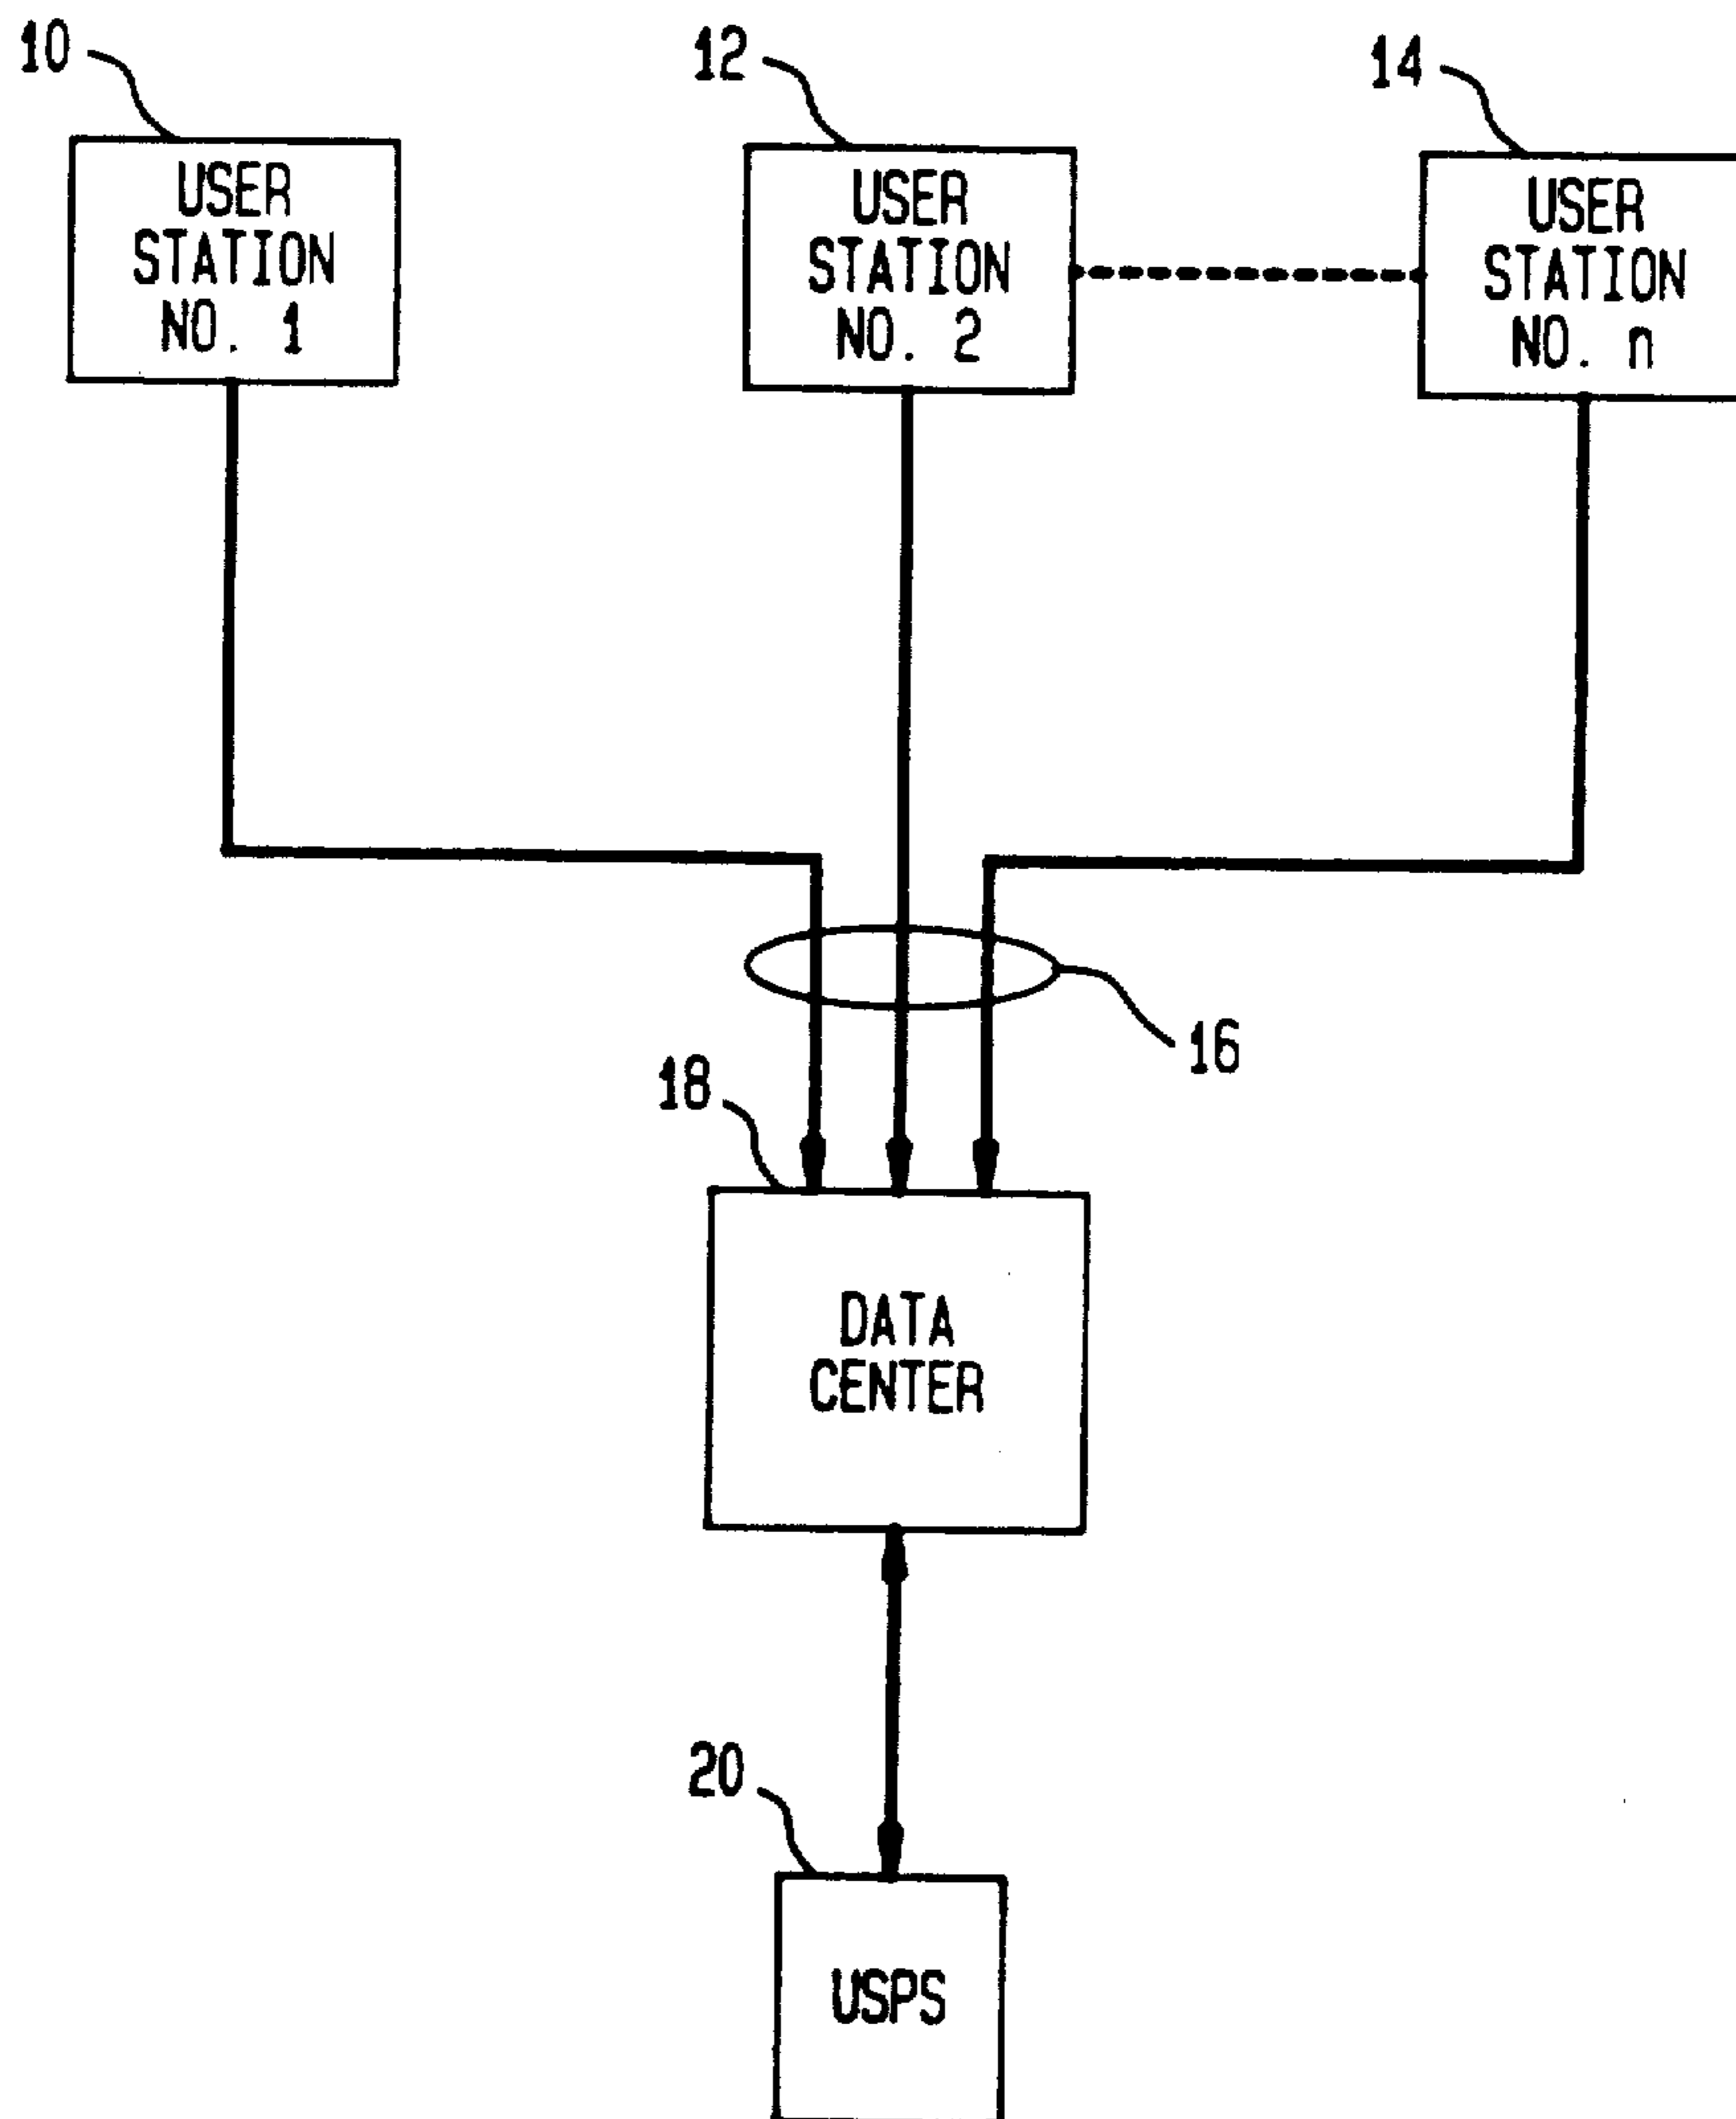 10
12
14
USER
STATION
NO. 1
USER
STATION
NO. 2
USER
STATION
NO. n
16
18
DATA
CENTER
20
USPS